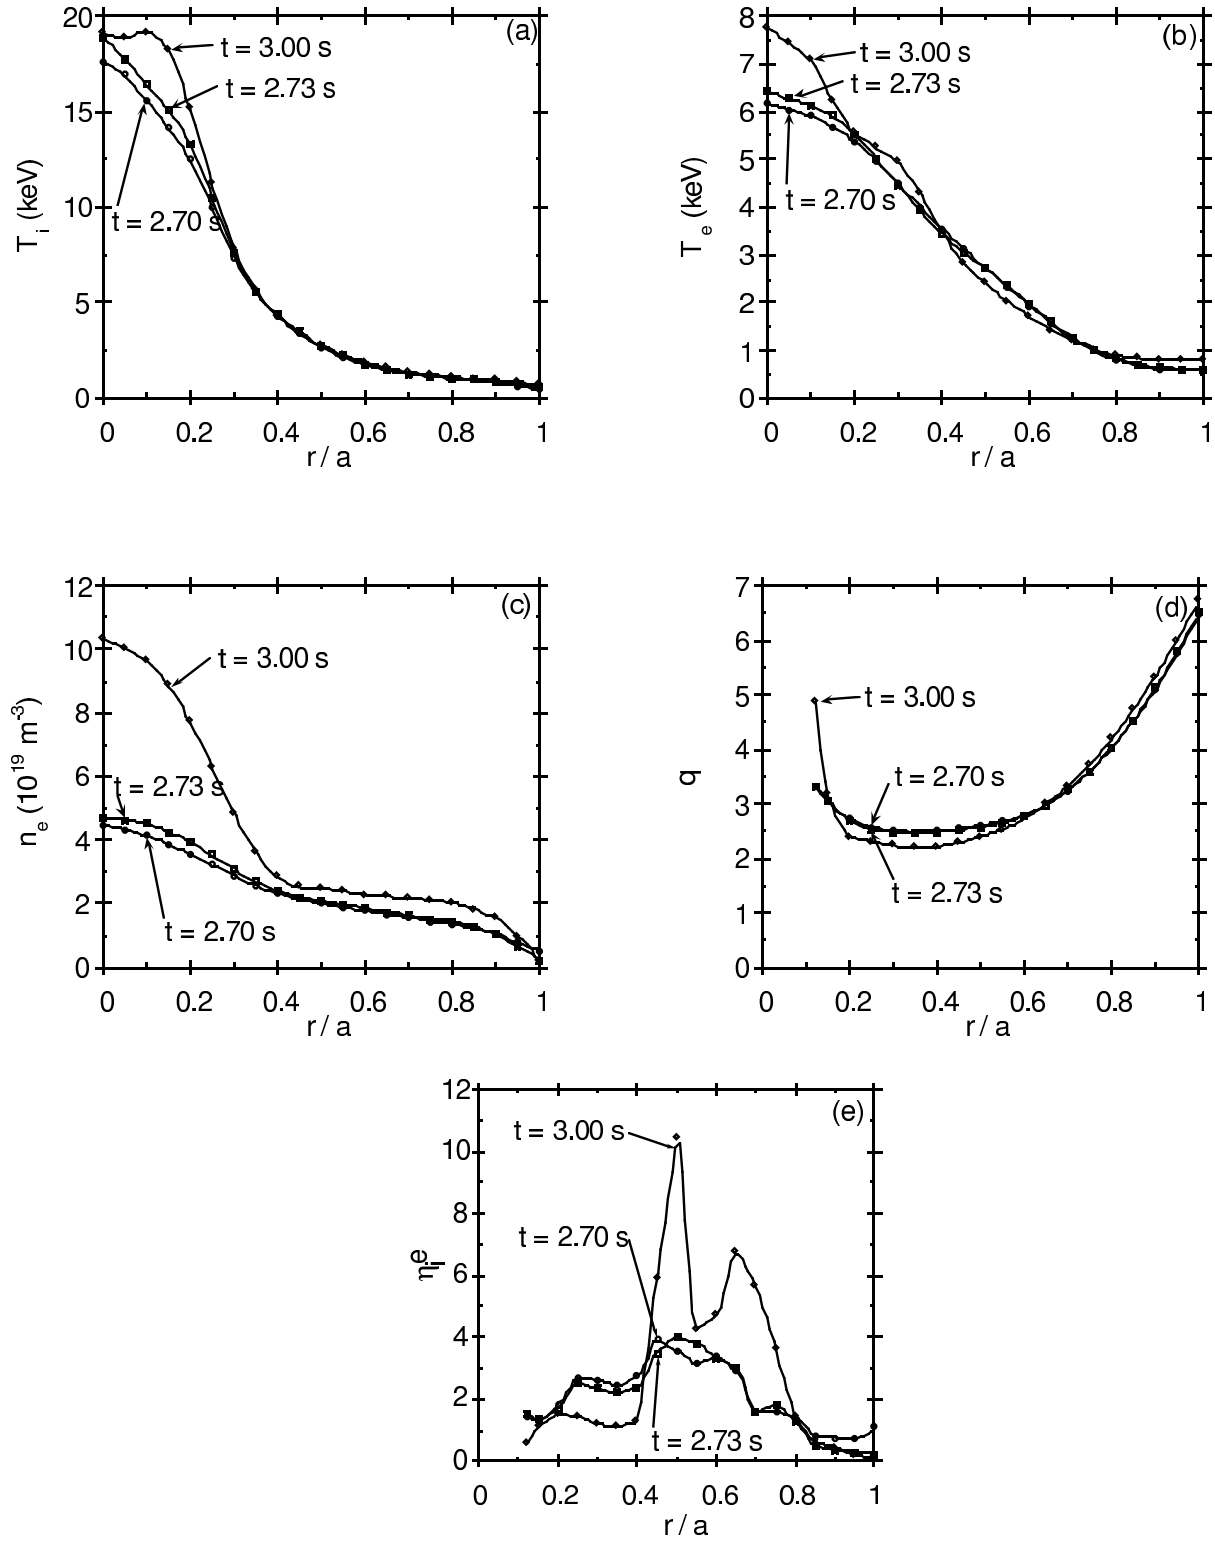 (a)
20
15
10
5
0
T i (keV)
t = 3.00 s
t = 2.73 s
t = 2.70 s
0 0.2 0.4 0.6 0.8 1
r / a
(b)
8
7
6
5
4
3
2
1
0
T e (keV)
t = 3.00 s
t = 2.73 s
t = 2.70 s
0 0.2 0.4 0.6 0.8 1
r / a
(c)
12
10
8
6
4
2
0
n e (10 19 m -3)
t = 3.00 s
t = 2.73 s
t = 2.70 s
0 0.2 0.4 0.6 0.8 1
r / a
(d)
7
6
5
4
3
2
1
0
q
t = 3.00 s
t = 2.70 s
t = 2.73 s
0 0.2 0.4 0.6 0.8 1
r / a
(e)
12
10
8
6
4
2
0
η i e
t = 3.00 s
t = 2.70 s
t = 2.73 s
0 0.2 0.4 0.6 0.8 1
r / a